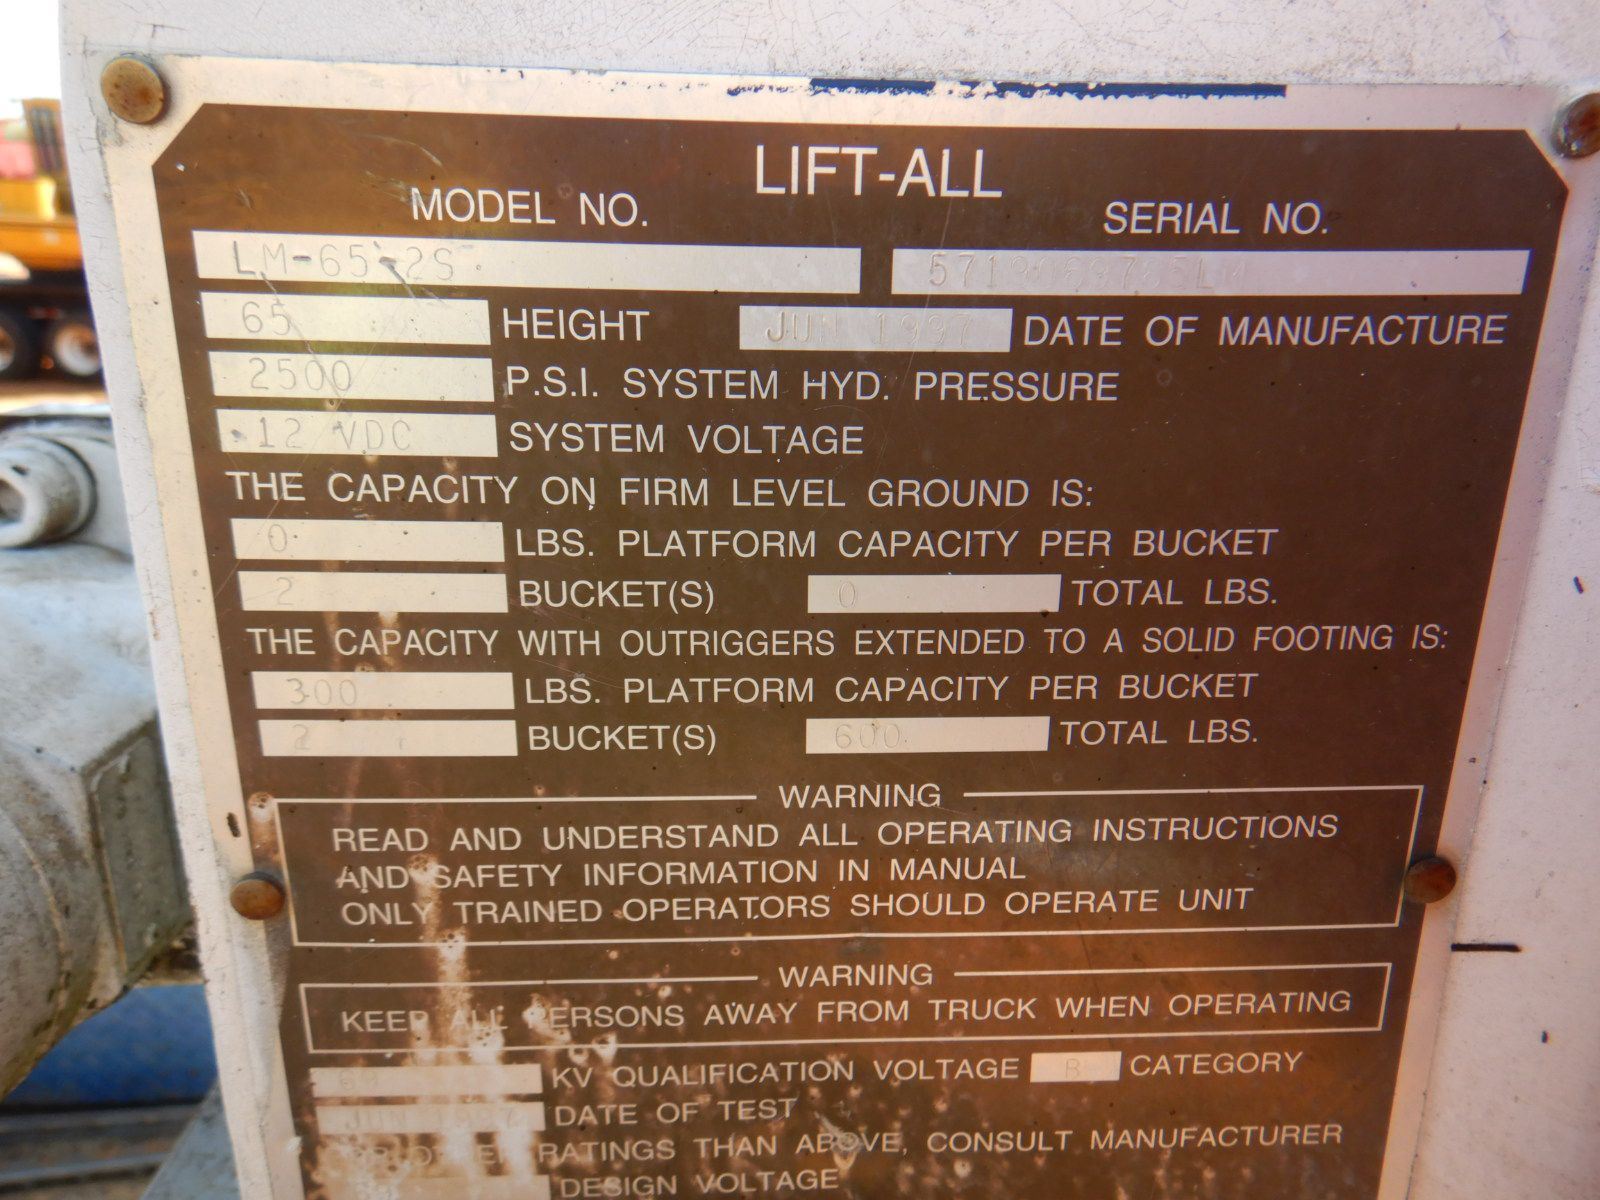 LIFT-ALL
MODEL NO. SERIAL NO.
LM-65-2S
65 HEIGHT JUN 1997 DATE OF MANUFACTURE
2500 P.S.I. SYSTEM HYD. PRESSURE
12 VDC SYSTEM VOLTAGE
THE CAPACITY ON FIRM LEVEL GROUND IS:
0 LBS. PLATFORM CAPACITY PER BUCKET
2 BUCKET(S) 0 TOTAL LBS.
THE CAPACITY WITH OUTRIGGERS EXTENDED TO A SOLID FOOTING IS:
300 LBS. PLATFORM CAPACITY PER BUCKET
2 BUCKET(S) 600 TOTAL LBS.
WARNING
READ AND UNDERSTAND ALL OPERATING INSTRUCTIONS
AND SAFETY INFORMATION IN MANUAL
ONLY TRAINED OPERATORS SHOULD OPERATE UNIT
WARNING
KEEP ALL PERSONS AWAY FROM TRUCK WHEN OPERATING
KV QUALIFICATION VOLTAGE B CATEGORY
JUN 1997 DATE OF TEST
FOR OTHER RATINGS THAN ABOVE, CONSULT MANUFACTURER
DESIGN VOLTAGE